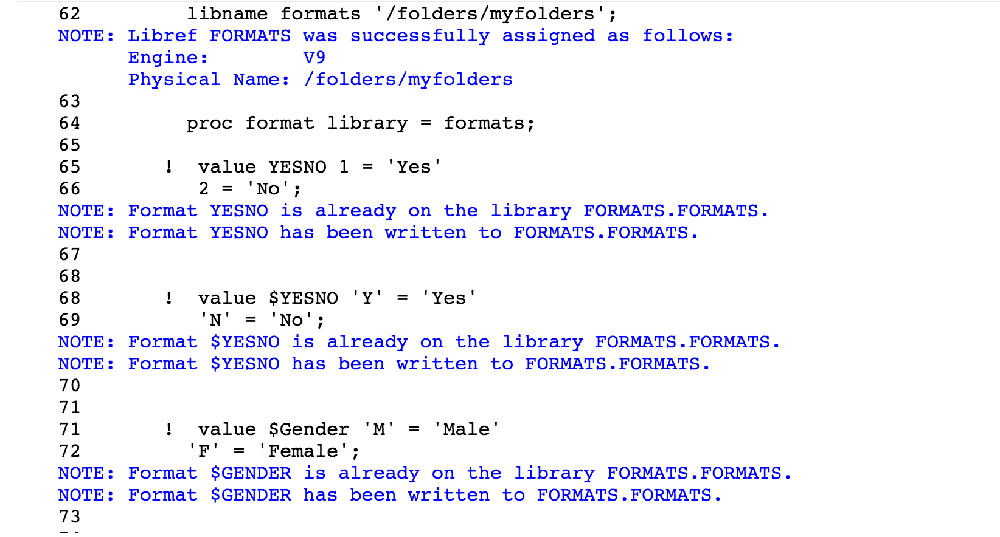 62 libname formats '/folders/myfolders';
NOTE: Libref FORMATS was successfully assigned as follows:
Engine: V9
Physical Name: /folders/myfolders
63
64 proc format library = formats;
65
65 ! value YESNO 1 = 'Yes'
66 2 = 'No';
NOTE: Format YESNO is already on the library FORMATS.FORMATS.
NOTE: Format YESNO has been written to FORMATS.FORMATS.
67
68
68 ! value $YESNO 'Y' = 'Yes'
69 'N' = 'No';
NOTE: Format $YESNO is already on the library FORMATS.FORMATS.
NOTE: Format $YESNO has been written to FORMATS.FORMATS.
70
71
71 ! value $Gender 'M' = 'Male'
72 'F' = 'Female';
NOTE: Format $GENDER is already on the library FORMATS.FORMATS.
NOTE: Format $GENDER has been written to FORMATS.FORMATS.
73